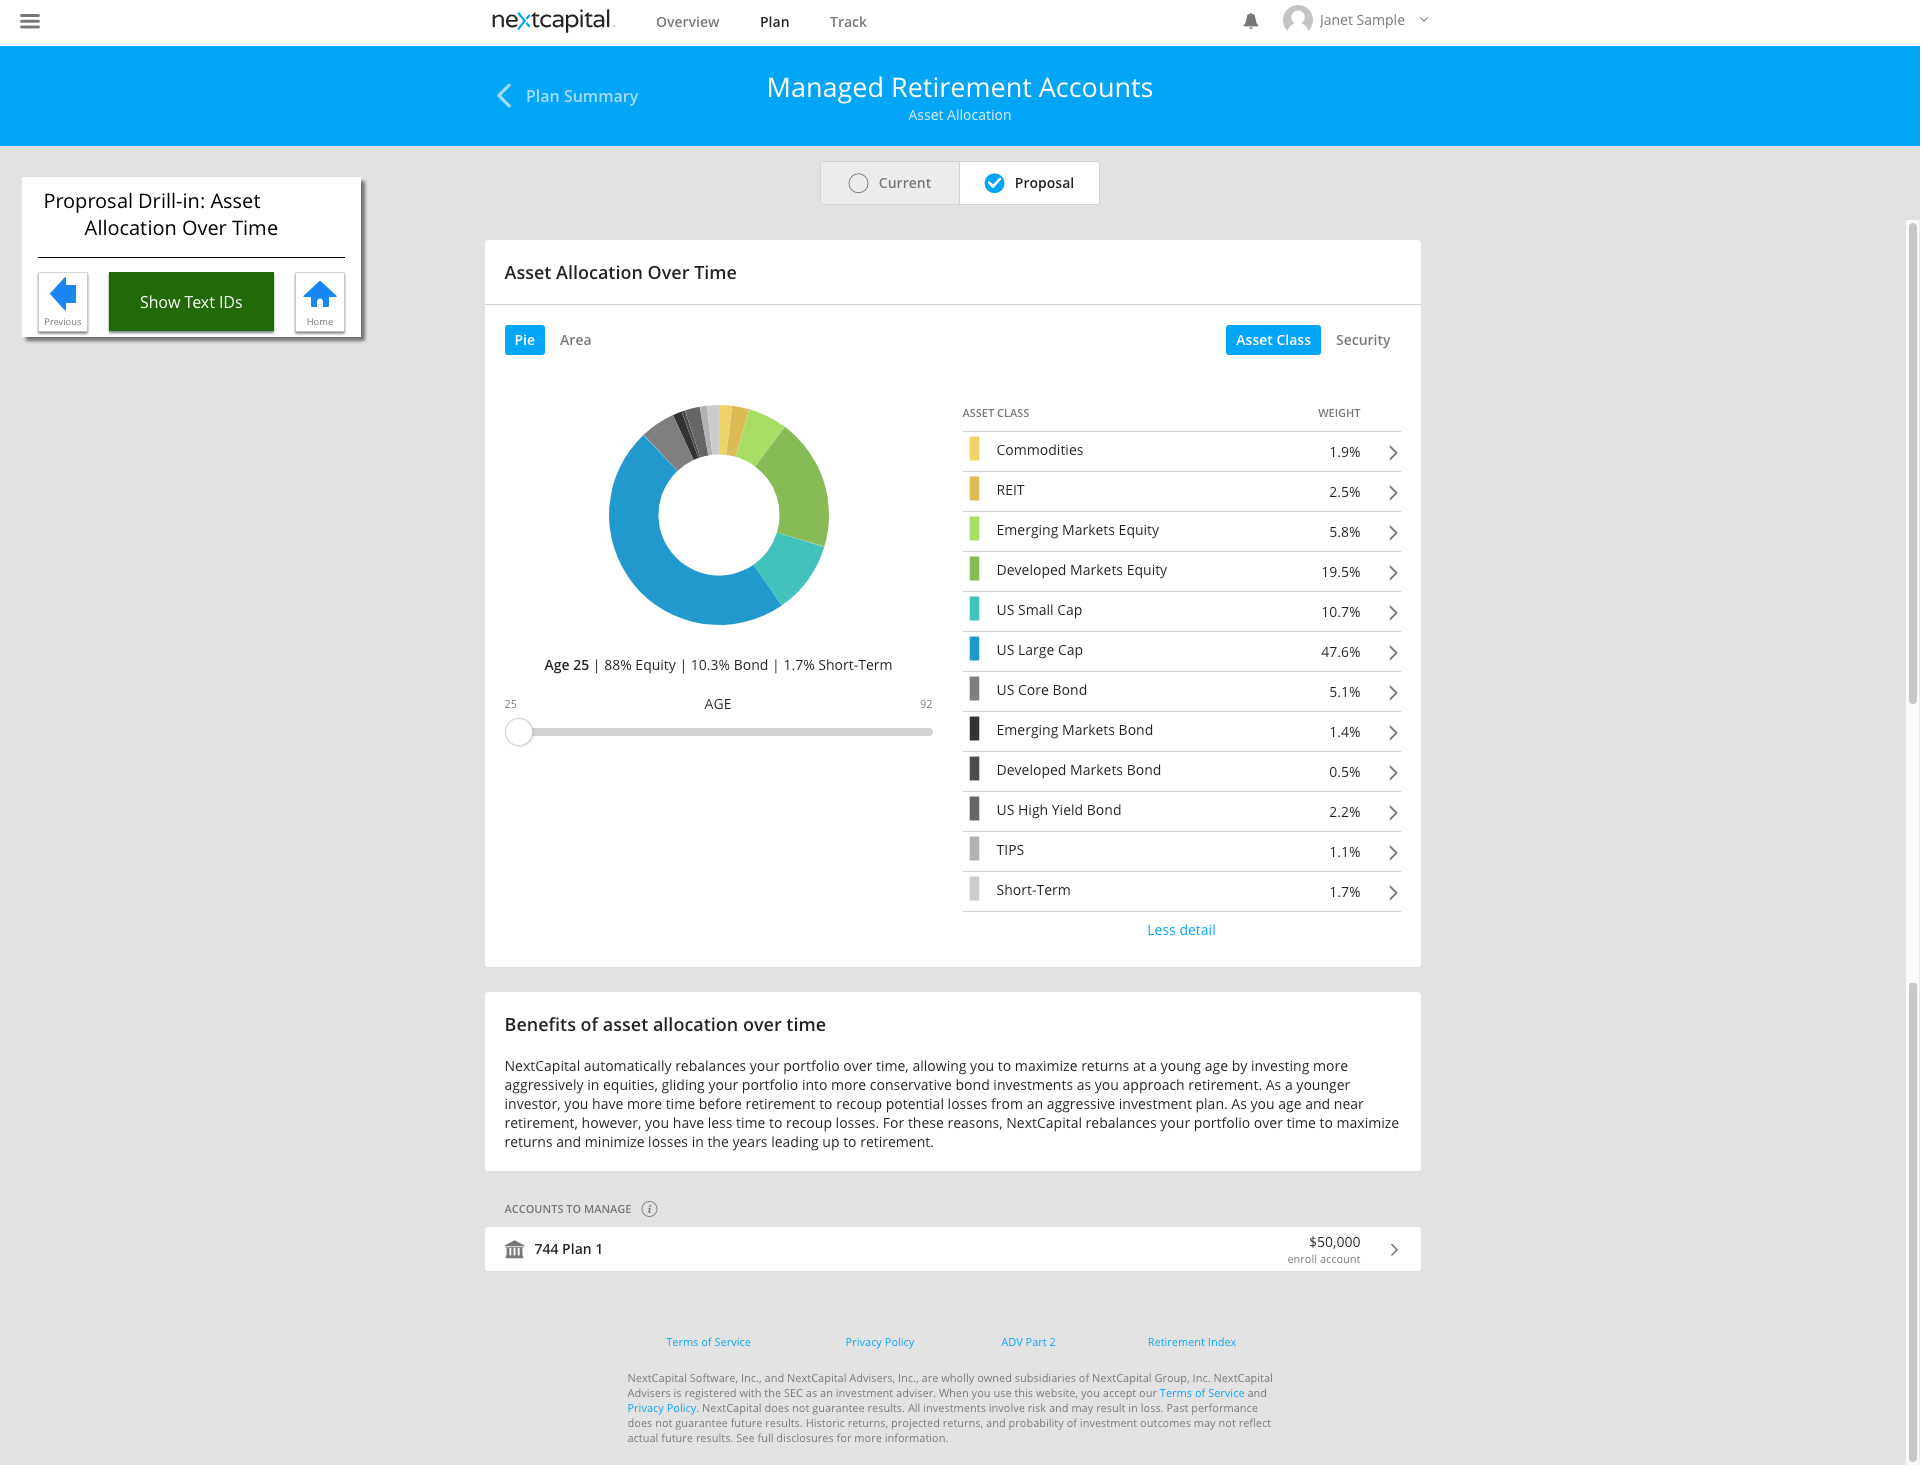 nextcapital
Overview
Plan
Track
Janet Sample
Plan Summary
Managed Retirement Accounts
Asset Allocation
Current
Proposal
Proprosal Drill-in: Asset
Allocation Over Time
Previous
Show Text IDs
Home
Asset Allocation Over Time
Pie
Area
Asset Class
Security
ASSET CLASS WEIGHT
Commodities 1.9%
REIT 2.5%
Emerging Markets Equity 5.8%
Developed Markets Equity 19.5%
US Small Cap 10.7%
US Large Cap 47.6%
US Core Bond 5.1%
Emerging Markets Bond 1.4%
Developed Markets Bond 0.5%
US High Yield Bond 2.2%
TIPS 1.1%
Short-Term 1.7%
Less detail
Age 25 | 88% Equity | 10.3% Bond | 1.7% Short-Term
25 AGE 92
Benefits of asset allocation over time
NextCapital automatically rebalances your portfolio over time, allowing you to maximize returns at a young age by investing more
aggressively in equities, gliding your portfolio into more conservative bond investments as you approach retirement. As a younger
investor, you have more time before retirement to recoup potential losses from an aggressive investment plan. As you age and near
retirement, however, you have less time to recoup losses. For these reasons, NextCapital rebalances your portfolio over time to maximize
returns and minimize losses in the years leading up to retirement.
ACCOUNTS TO MANAGE i
744 Plan 1
$50,000
enroll account
Terms of Service
Privacy Policy
ADV Part 2
Retirement Index
NextCapital Software, Inc., and NextCapital Advisers, Inc., are wholly owned subsidiaries of NextCapital Group, Inc. NextCapital
Advisers is registered with the SEC as an investment adviser. When you use this website, you accept our Terms of Service and
Privacy Policy. NextCapital does not guarantee results. All investments involve risk and may result in loss. Past performance
does not guarantee future results. Historic returns, projected returns, and probability of investment outcomes may not reflect
actual future results. See full disclosures for more information.